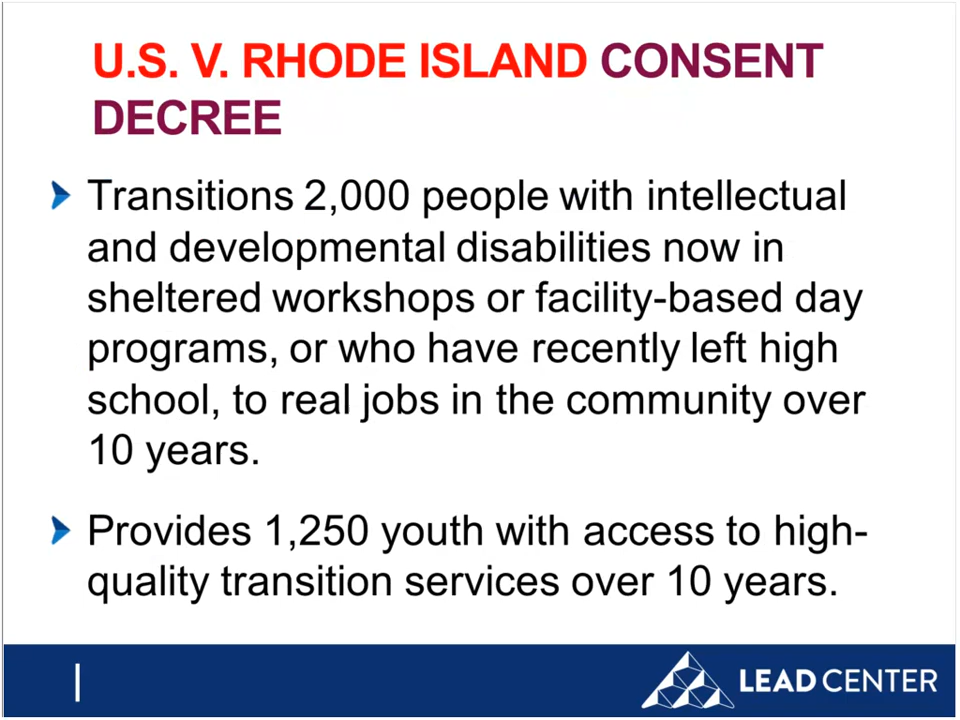 U.S. V. RHODE ISLAND CONSENT
DECREE
Transitions 2,000 people with intellectual
and developmental disabilities now in
sheltered workshops or facility-based day
programs, or who have recently left high
school, to real jobs in the community over
10 years.
Provides 1,250 youth with access to high-
quality transition services over 10 years.
LEAD CENTER